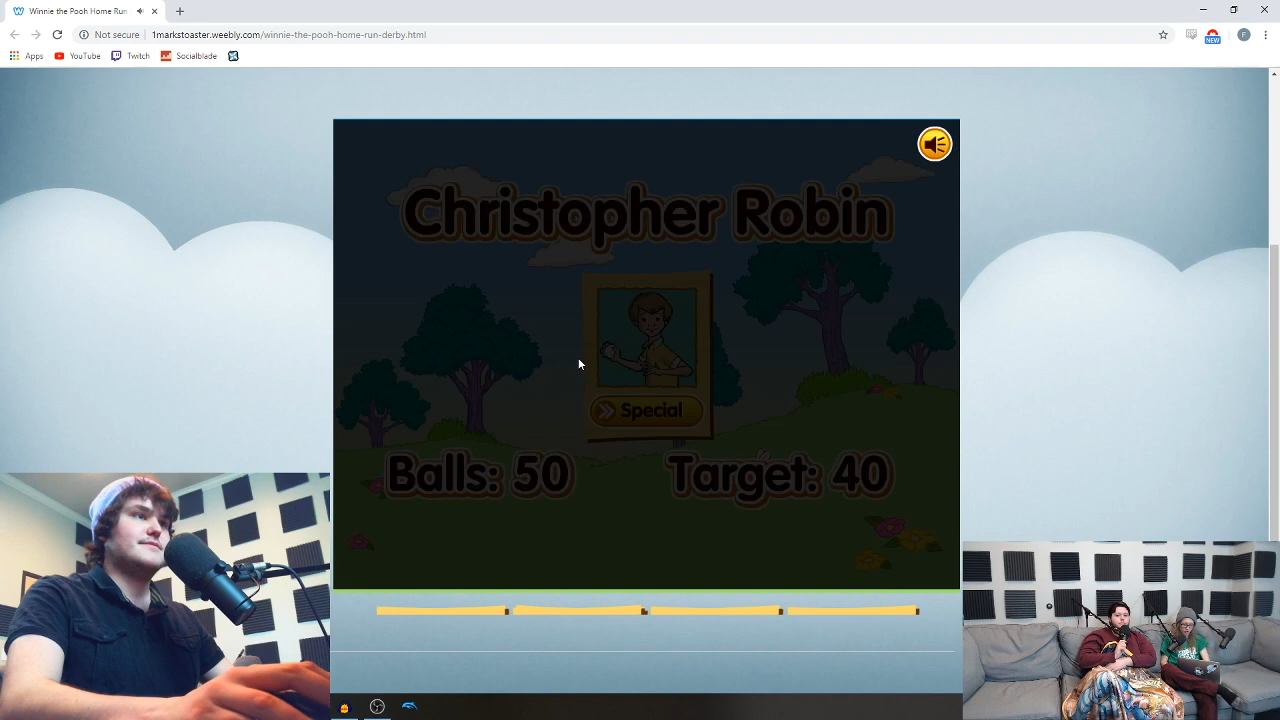 Winnie the Pooh Home Run
Not secure
1markstoaster.weebly.com/winnie-the-pooh-home-run-derby.html
NEW
F
Apps
YouTube
Twitch
Socialblade
Christopher Robin
Special
Balls: 50
Target: 40